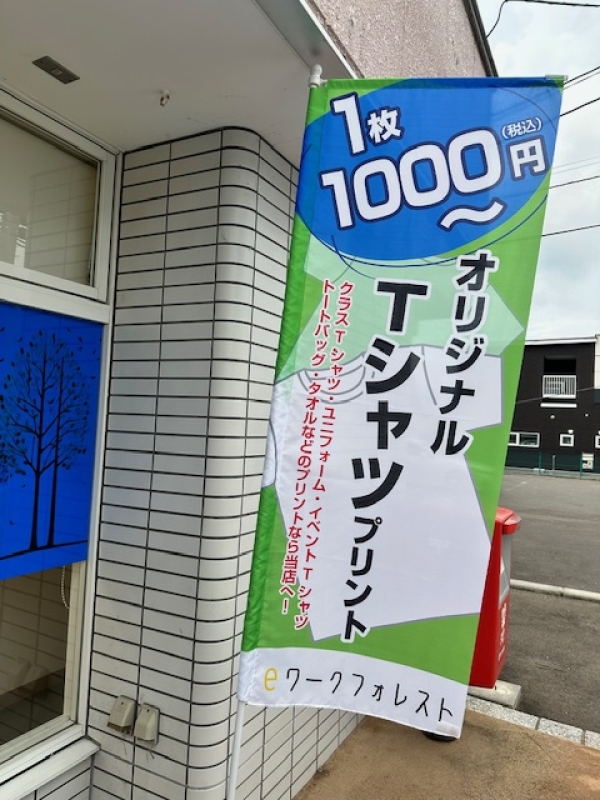 1枚
1000円～
(税込)
オリジナル
Tシャツプリント
クラスTシャツ・ユニフォーム・イベントTシャツ
トートバッグ・タオルなどのプリントなら当店へ!
eワークフォレスト